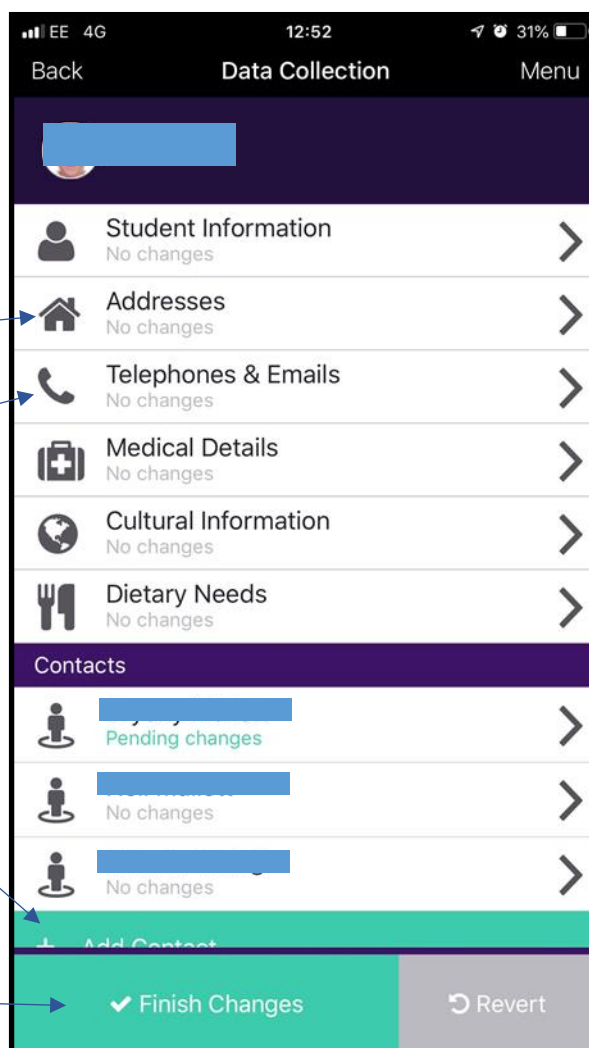 EE 4G 12:52 31%
Back Data Collection Menu
Student Information
No changes
Addresses
No changes
Telephones & Emails
No changes
Medical Details
No changes
Cultural Information
No changes
Dietary Needs
No changes
Contacts
Pending changes
No changes
No changes
+ Add Contact
Finish Changes Revert